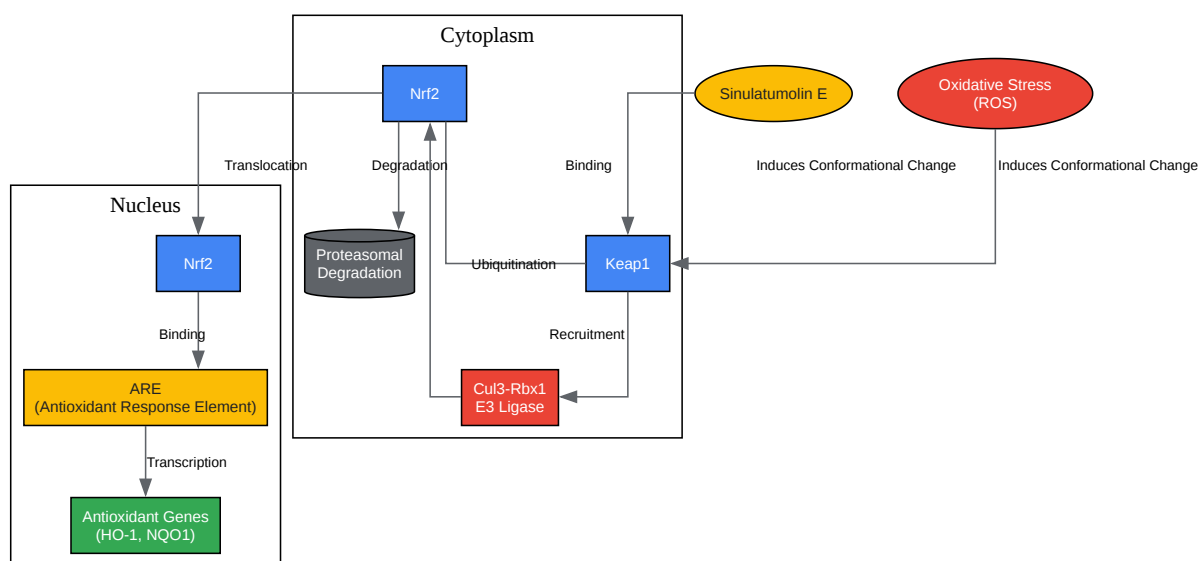 Cytoplasm
Nrf2
Sinulatumolin E
Oxidative Stress
(ROS)
Translocation
Degradation
Binding
Induces Conformational Change
Induces Conformational Change
Nucleus
Nrf2
Proteasomal
Degradation
Ubiquitination
Keap1
Binding
Recruitment
ARE
(Antioxidant Response Element)
Cul3-Rbx1
E3 Ligase
Transcription
Antioxidant Genes
(HO-1, NQO1)